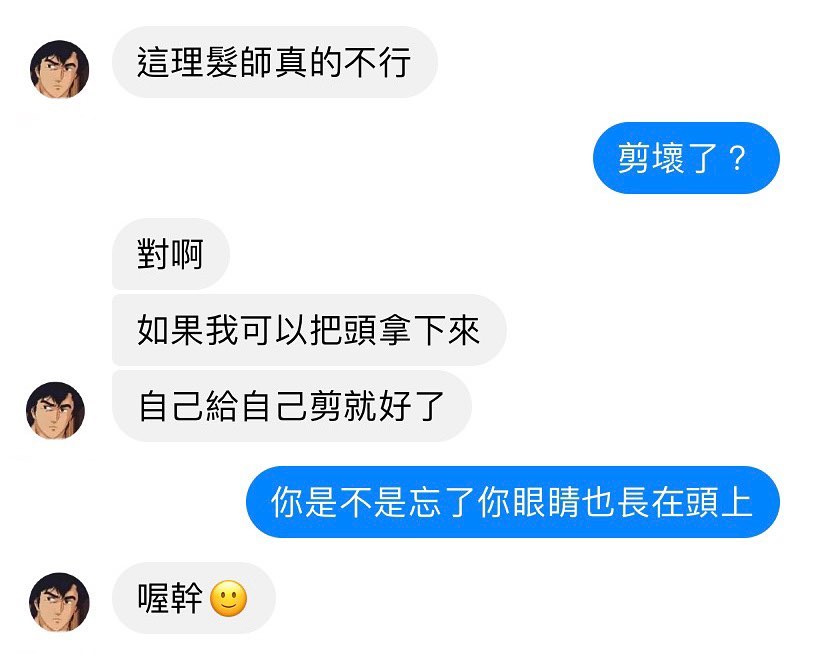 這理髮師真的不行
剪壞了？
對啊
如果我可以把頭拿下來
自己給自己剪就好了
你是不是忘了你眼睛也長在頭上
喔幹🙂